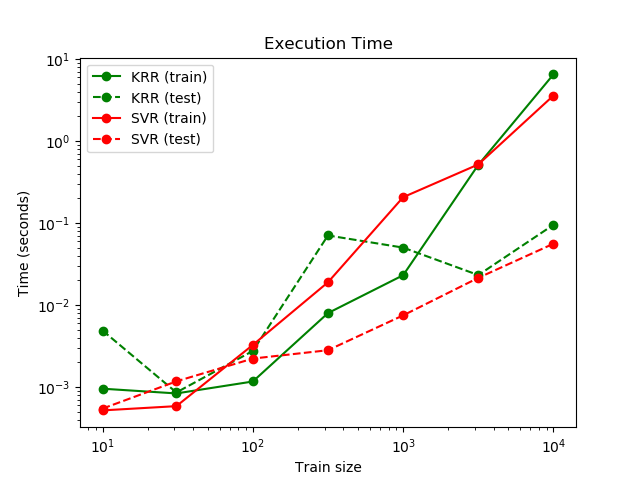 Execution Time
KRR (train)
KRR (test)
SVR (train)
SVR (test)
Time (seconds)
10¹
10⁰
10⁻¹
10⁻²
10⁻³
10¹
10²
10³
10⁴
Train size